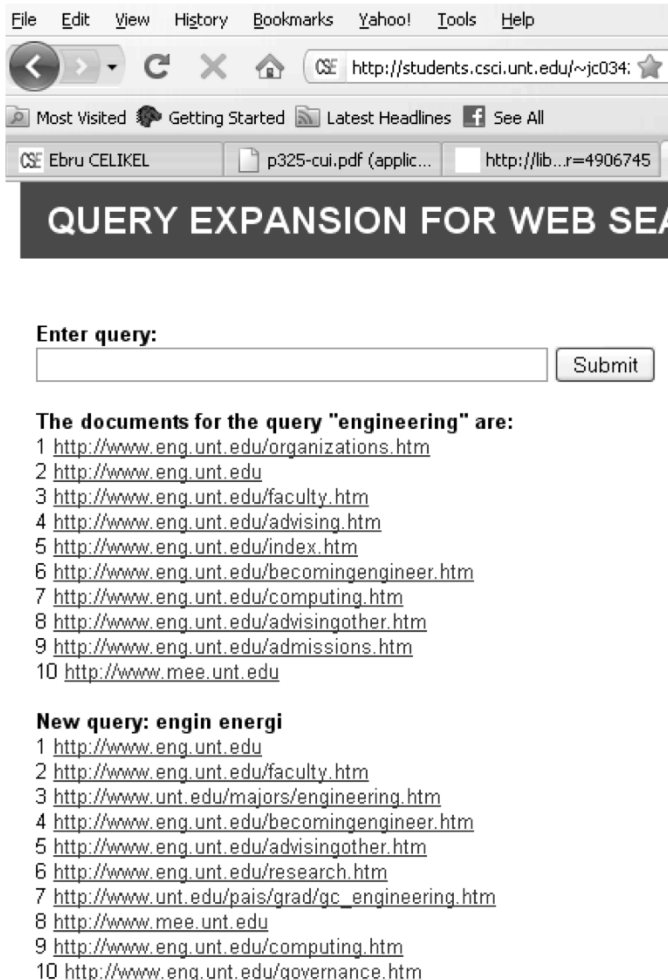 File Edit View History Bookmarks Yahoo! Tools Help
CSE http://students.csci.unt.edu/~jc034
Most Visited Getting Started Latest Headlines See All
CSE Ebru CELIKEL p325-cui.pdf (applic... http://lib...r=4906745
QUERY EXPANSION FOR WEB SEA
Enter query:
Submit
The documents for the query "engineering" are:
1 http://www.eng.unt.edu/organizations.htm
2 http://www.eng.unt.edu
3 http://www.eng.unt.edu/faculty.htm
4 http://www.eng.unt.edu/advising.htm
5 http://www.eng.unt.edu/index.htm
6 http://www.eng.unt.edu/becomingengineer.htm
7 http://www.eng.unt.edu/computing.htm
8 http://www.eng.unt.edu/advisingother.htm
9 http://www.eng.unt.edu/admissions.htm
10 http://www.mee.unt.edu
New query: engin energi
1 http://www.eng.unt.edu
2 http://www.eng.unt.edu/faculty.htm
3 http://www.unt.edu/majors/engineering.htm
4 http://www.eng.unt.edu/becomingengineer.htm
5 http://www.eng.unt.edu/advisingother.htm
6 http://www.eng.unt.edu/research.htm
7 http://www.unt.edu/pais/grad/gc_engineering.htm
8 http://www.mee.unt.edu
9 http://www.eng.unt.edu/computing.htm
10 http://www.eng.unt.edu/governance.htm